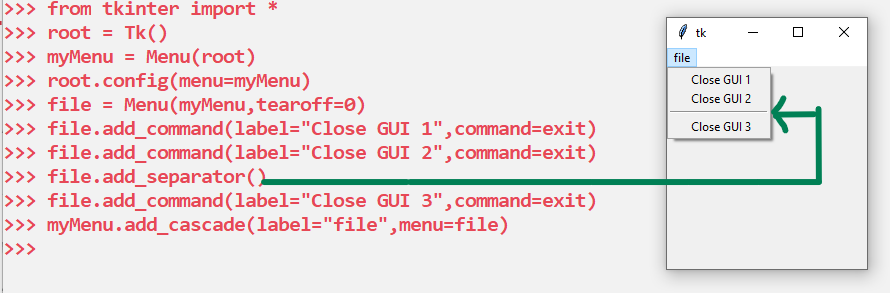 >>> from tkinter import *
>>> root = Tk()
>>> myMenu = Menu(root)
>>> root.config(menu=myMenu)
>>> file = Menu(myMenu,tearoff=0)
>>> file.add_command(label="Close GUI 1",command=exit)
>>> file.add_command(label="Close GUI 2",command=exit)
>>> file.add_separator()
>>> file.add_command(label="Close GUI 3",command=exit)
>>> myMenu.add_cascade(label="file",menu=file)
>>>
tk
file
Close GUI 1
Close GUI 2
Close GUI 3